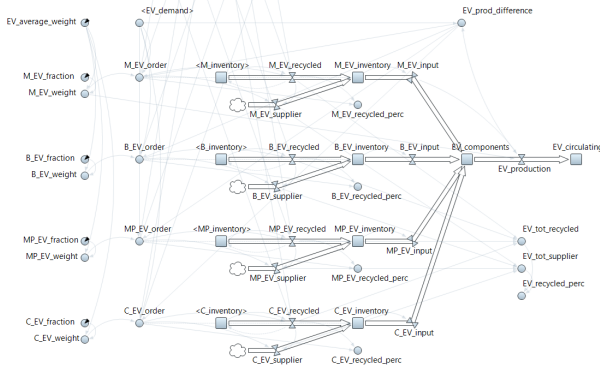 <EV_demand>
EV_average_weight
EV_prod_difference
M_EV_fraction
M_EV_order
<M_inventory>
M_EV_recycled
M_EV_inventory
M_EV_input
M_EV_weight
M_EV_supplier
M_EV_recycled_perc
B_EV_fraction
B_EV_order
<B_inventory>
B_EV_recycled
B_EV_inventory
B_EV_input
EV_components
EV_circulating
B_EV_weight
EV_production
B_EV_supplier
B_EV_recycled_perc
MP_EV_fraction
MP_EV_order
<MP_inventory>
MP_EV_recycled
MP_EV_inventory
MP_EV_input
EV_tot_recycled
MP_EV_weight
EV_tot_supplier
MP_EV_supplier
MP_EV_recycled_perc
EV_recycled_perc
C_EV_fraction
C_EV_order
<C_inventory>
C_EV_recycled
C_EV_inventory
C_EV_input
C_EV_weight
C_EV_supplier
C_EV_recycled_perc